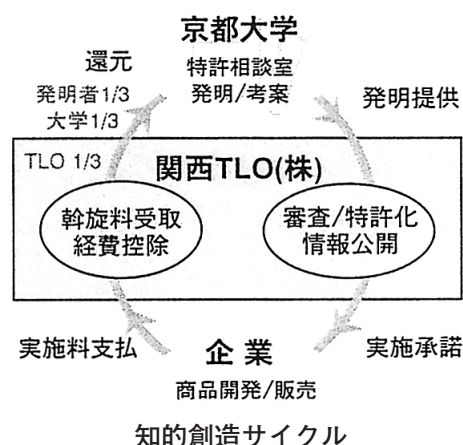 京都大学
特許相談室
発明/考案
還元
発明者1/3
大学1/3
発明提供
TLO 1/3
関西TLO(株)
斡旋料受取
経費控除
審査/特許化
情報公開
実施料支払
企業
実施承諾
商品開発/販売
知的創造サイクル